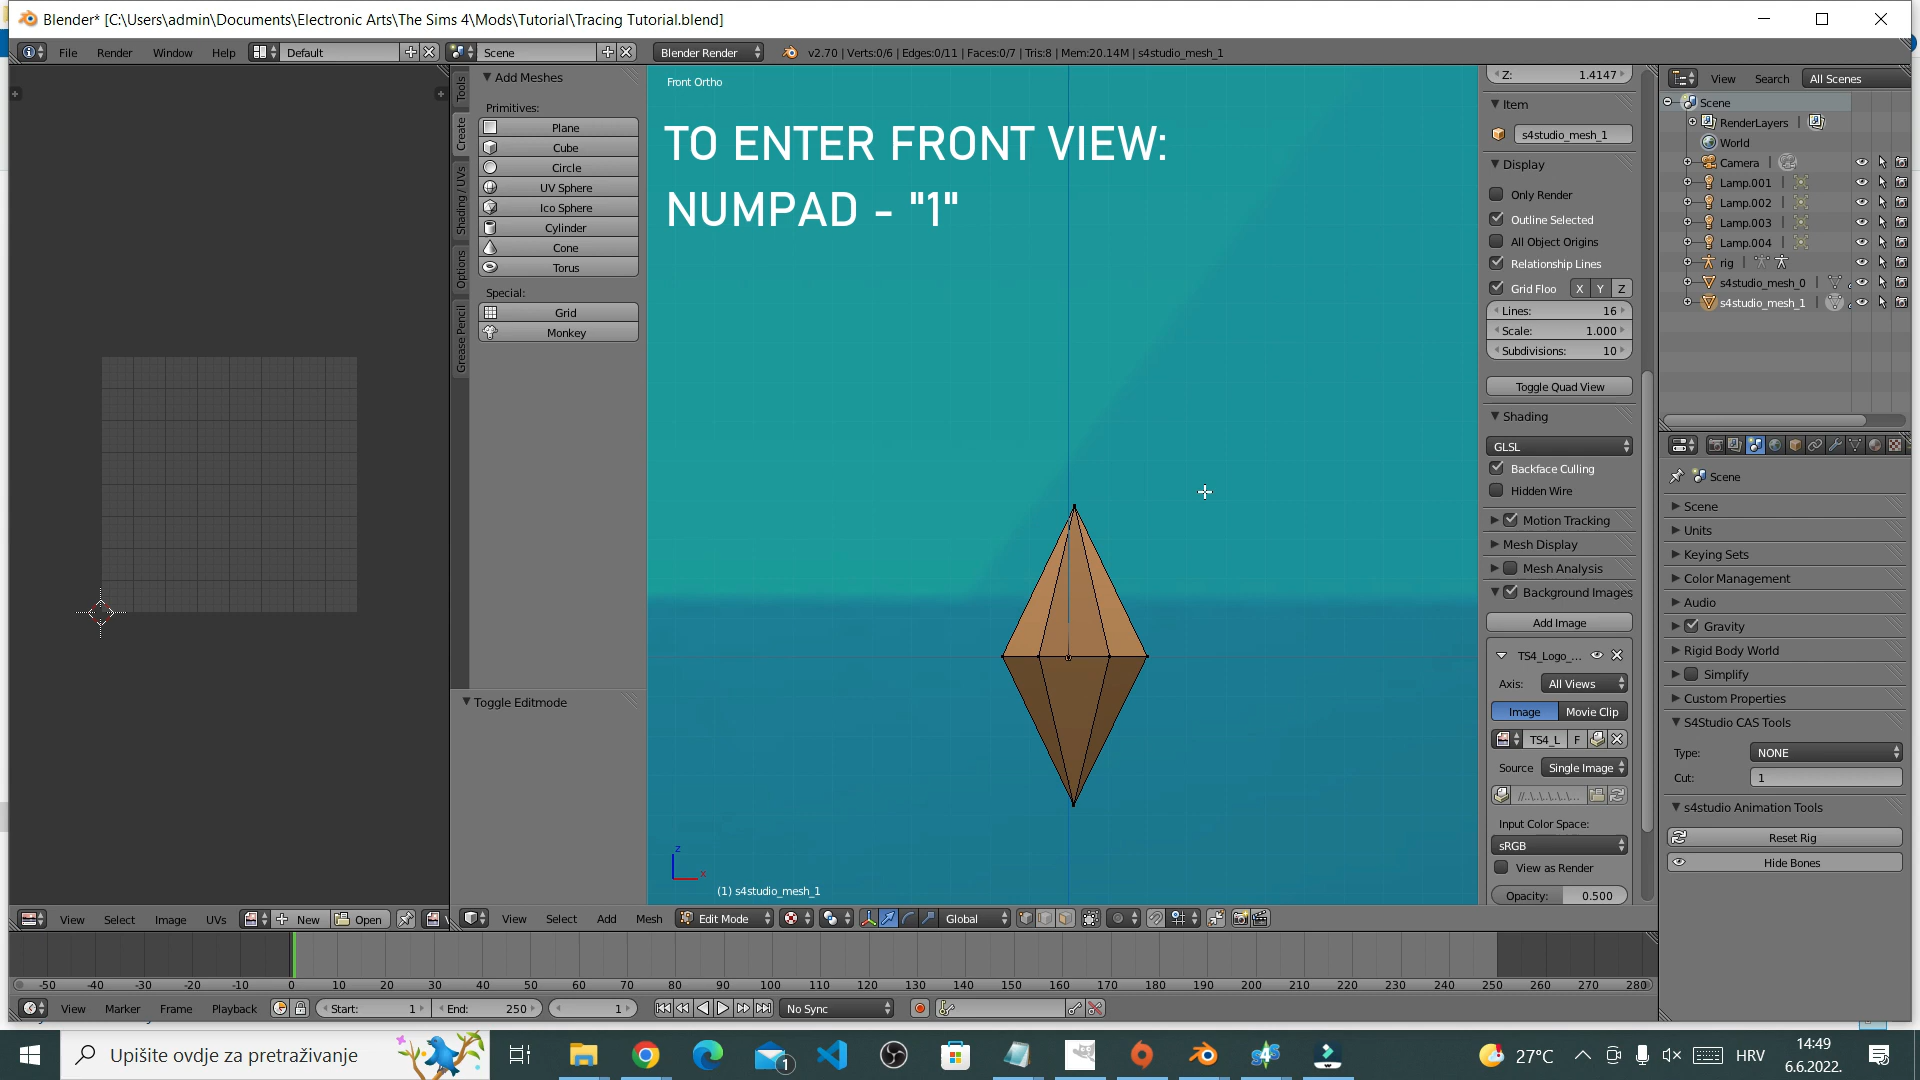 Blender* [C:\Users\admin\Documents\Electronic Arts\The Sims 4\Mods\Tutorial\Tracing Tutorial.blend]
File Render Window Help Default Scene Blender Render v2.70 | Verts:0/6 | Edges:0/11 | Faces:0/7 | Tris:8 | Mem:20.14M | s4studio_mesh_1
Tools
Create
Shading / UVs
Options
Grease Pencil
Add Meshes
Primitives:
Plane
Cube
Circle
UV Sphere
Ico Sphere
Cylinder
Cone
Torus
Special:
Grid
Monkey
Toggle Editmode
Front Ortho
TO ENTER FRONT VIEW:
NUMPAD - "1"
z
x
(1) s4studio_mesh_1
Z: 1.4147
Item
s4studio_mesh_1
Display
Only Render
Outline Selected
All Object Origins
Relationship Lines
Grid Floo X Y Z
Lines: 16
Scale: 1.000
Subdivisions: 10
Toggle Quad View
Shading
GLSL
Backface Culling
Hidden Wire
Motion Tracking
Mesh Display
Mesh Analysis
Background Images
Add Image
TS4_Logo_...
Axis: All Views
Image Movie Clip
TS4_L F
Source Single Image
//.\..\..\..\...
Input Color Space:
sRGB
View as Render
Opacity: 0.500
View Search All Scenes
Scene
RenderLayers
World
Camera
Lamp.001
Lamp.002
Lamp.003
Lamp.004
rig
s4studio_mesh_0
s4studio_mesh_1
Scene
Scene
Units
Keying Sets
Color Management
Audio
Gravity
Rigid Body World
Simplify
Custom Properties
S4Studio CAS Tools
Type: NONE
Cut: 1
s4studio Animation Tools
Reset Rig
Hide Bones
View Select Image UVs New Open
View Select Add Mesh Edit Mode Global
-50 -40 -30 -20 -10 0 10 20 30 40 50 60 70 80 90 100 110 120 130 140 150 160 170 180 190 200 210 220 230 240 250 260 270 280
View Marker Frame Playback Start: 1 End: 250 1 No Sync
Upišite ovdje za pretraživanje
1
27°C
HRV
14:49
6.6.2022.